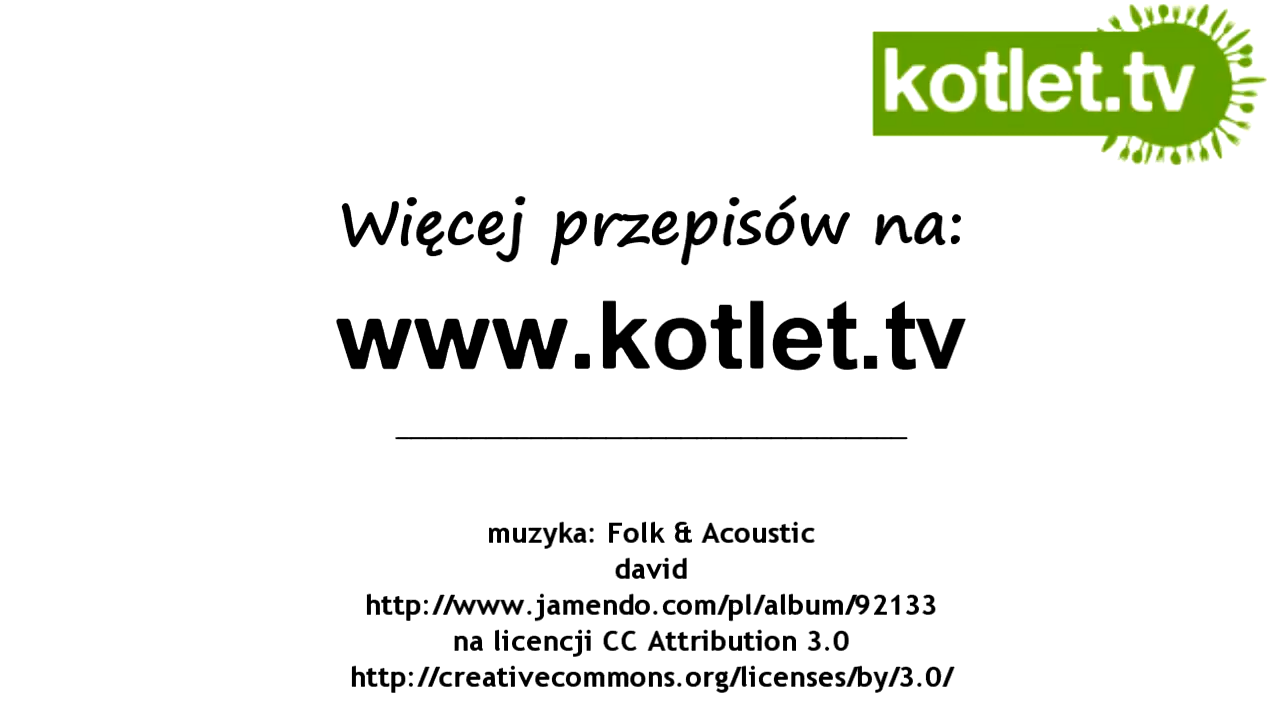 kotlet.tv
Więcej przepisów na:
www.kotlet.tv
muzyka: Folk & Acoustic
david
http://www.jamendo.com/pl/album/92133
na licencji CC Attribution 3.0
http://creativecommons.org/licenses/by/3.0/